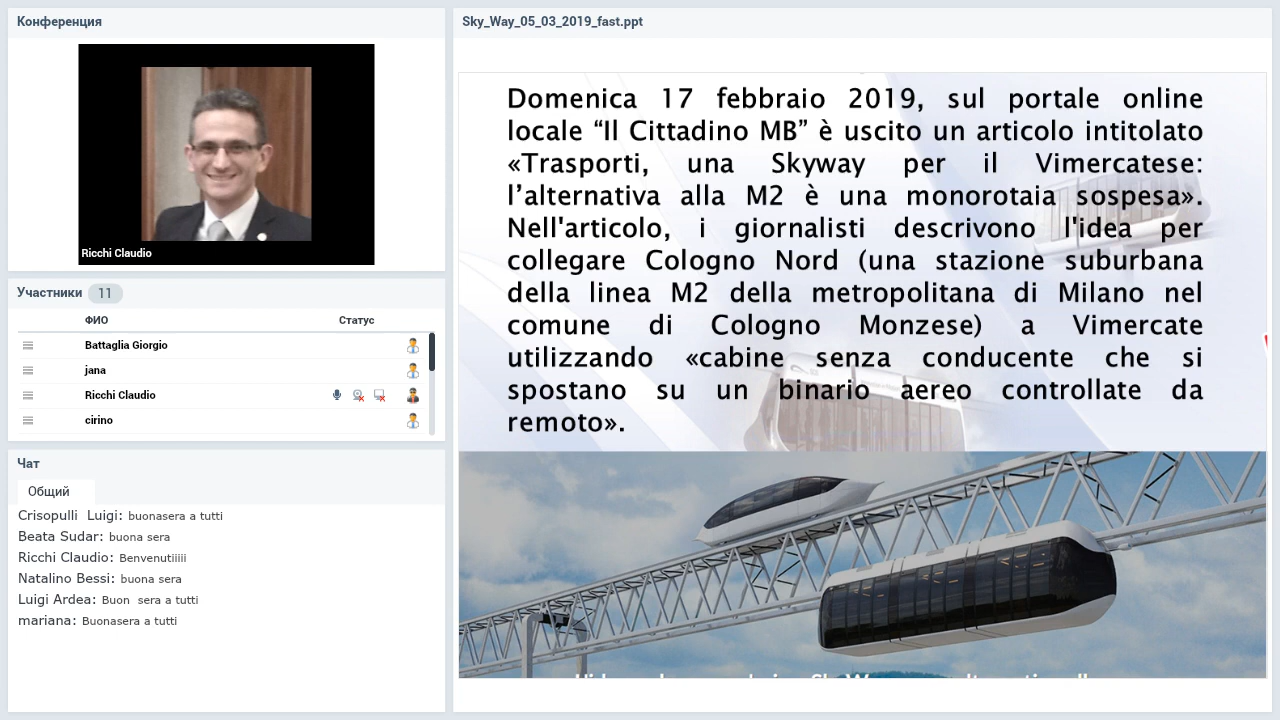 Конференция
Ricchi Claudio
Участники 11
ФИО Статус
Battaglia Giorgio
jana
Ricchi Claudio
cirino
Чат
Общий
Crisopulli Luigi: buonasera a tutti
Beata Sudar: buona sera
Ricchi Claudio: Benvenutiiiii
Natalino Bessi: buona sera
Luigi Ardea: Buon sera a tutti
mariana: Buonasera a tutti
Sky_Way_05_03_2019_fast.ppt
Domenica 17 febbraio 2019, sul portale online
locale “Il Cittadino MB” è uscito un articolo intitolato
«Trasporti, una Skyway per il Vimercatese:
l’alternativa alla M2 è una monorotaia sospesa».
Nell'articolo, i giornalisti descrivono l'idea per
collegare Cologno Nord (una stazione suburbana
della linea M2 della metropolitana di Milano nel
comune di Cologno Monzese) a Vimercate
utilizzando «cabine senza conducente che si
spostano su un binario aereo controllate da
remoto».